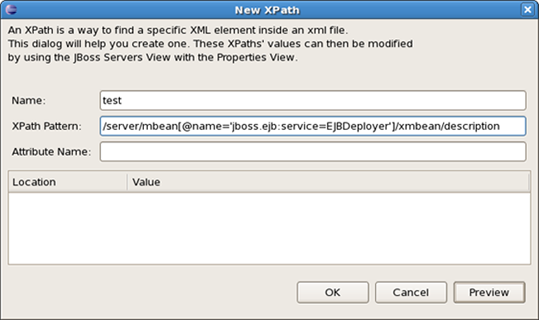 New XPath
An XPath is a way to find a specific XML element inside an xml file.
This dialog will help you create one. These XPaths' values can then be modified
by using the JBoss Servers View with the Properties View.
Name: test
XPath Pattern: /server/mbean[@name='jboss.ejb:service=EJBDeployer']/xmbean/description
Attribute Name:
Location Value
OK Cancel Preview